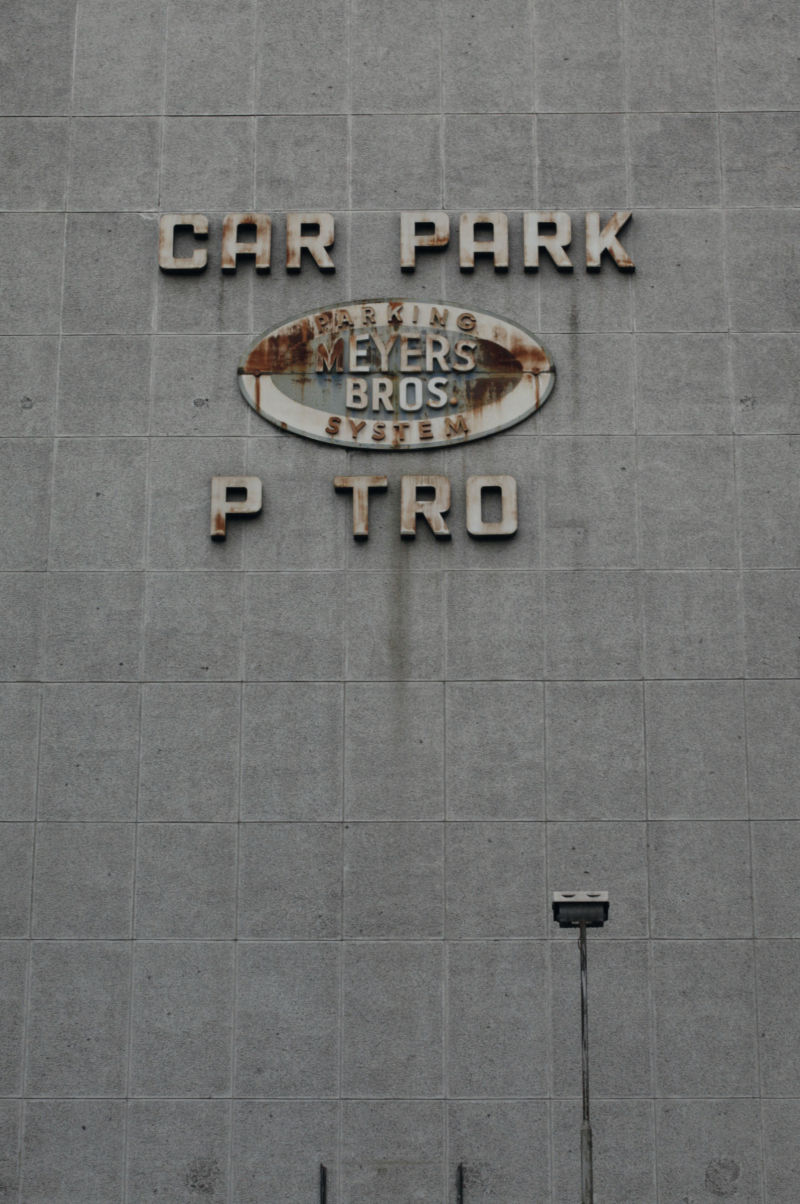 CAR PARK
PARKING
MEYERS
BROS.
SYSTEM
P TRO